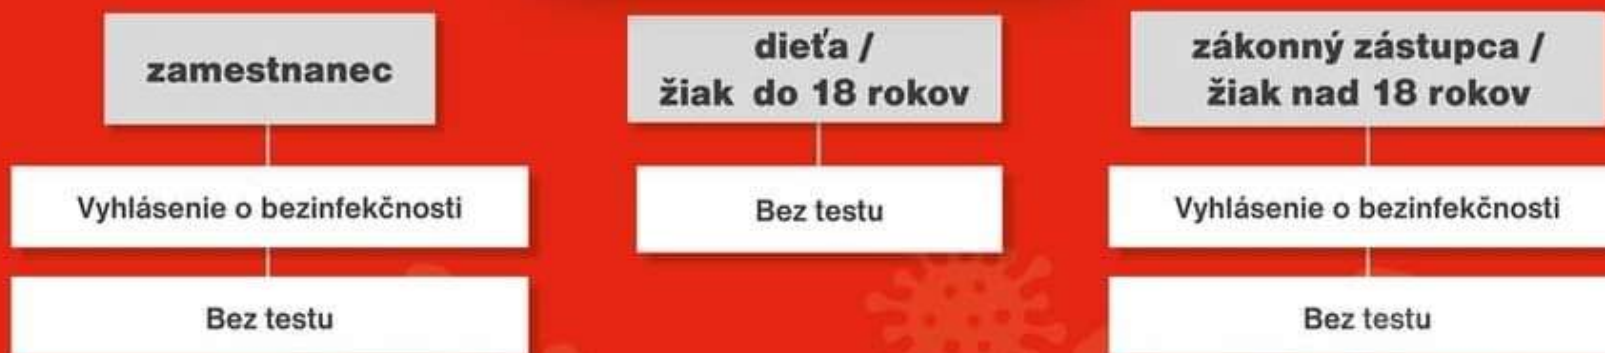 zamestnanec
Vyhlásenie o bezinfekčnosti
Bez testu
dieťa /
žiak do 18 rokov
Bez testu
zákonný zástupca /
žiak nad 18 rokov
Vyhlásenie o bezinfekčnosti
Bez testu